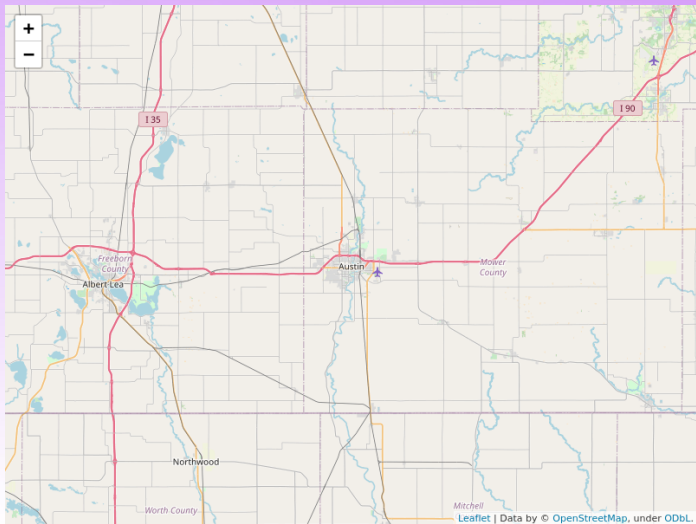 +
−
I 35
I 90
Freeborn
County
Albert Lea
Austin
Mower
County
Northwood
Worth County
Mitchell
Leaflet | Data by © OpenStreetMap, under ODbL.